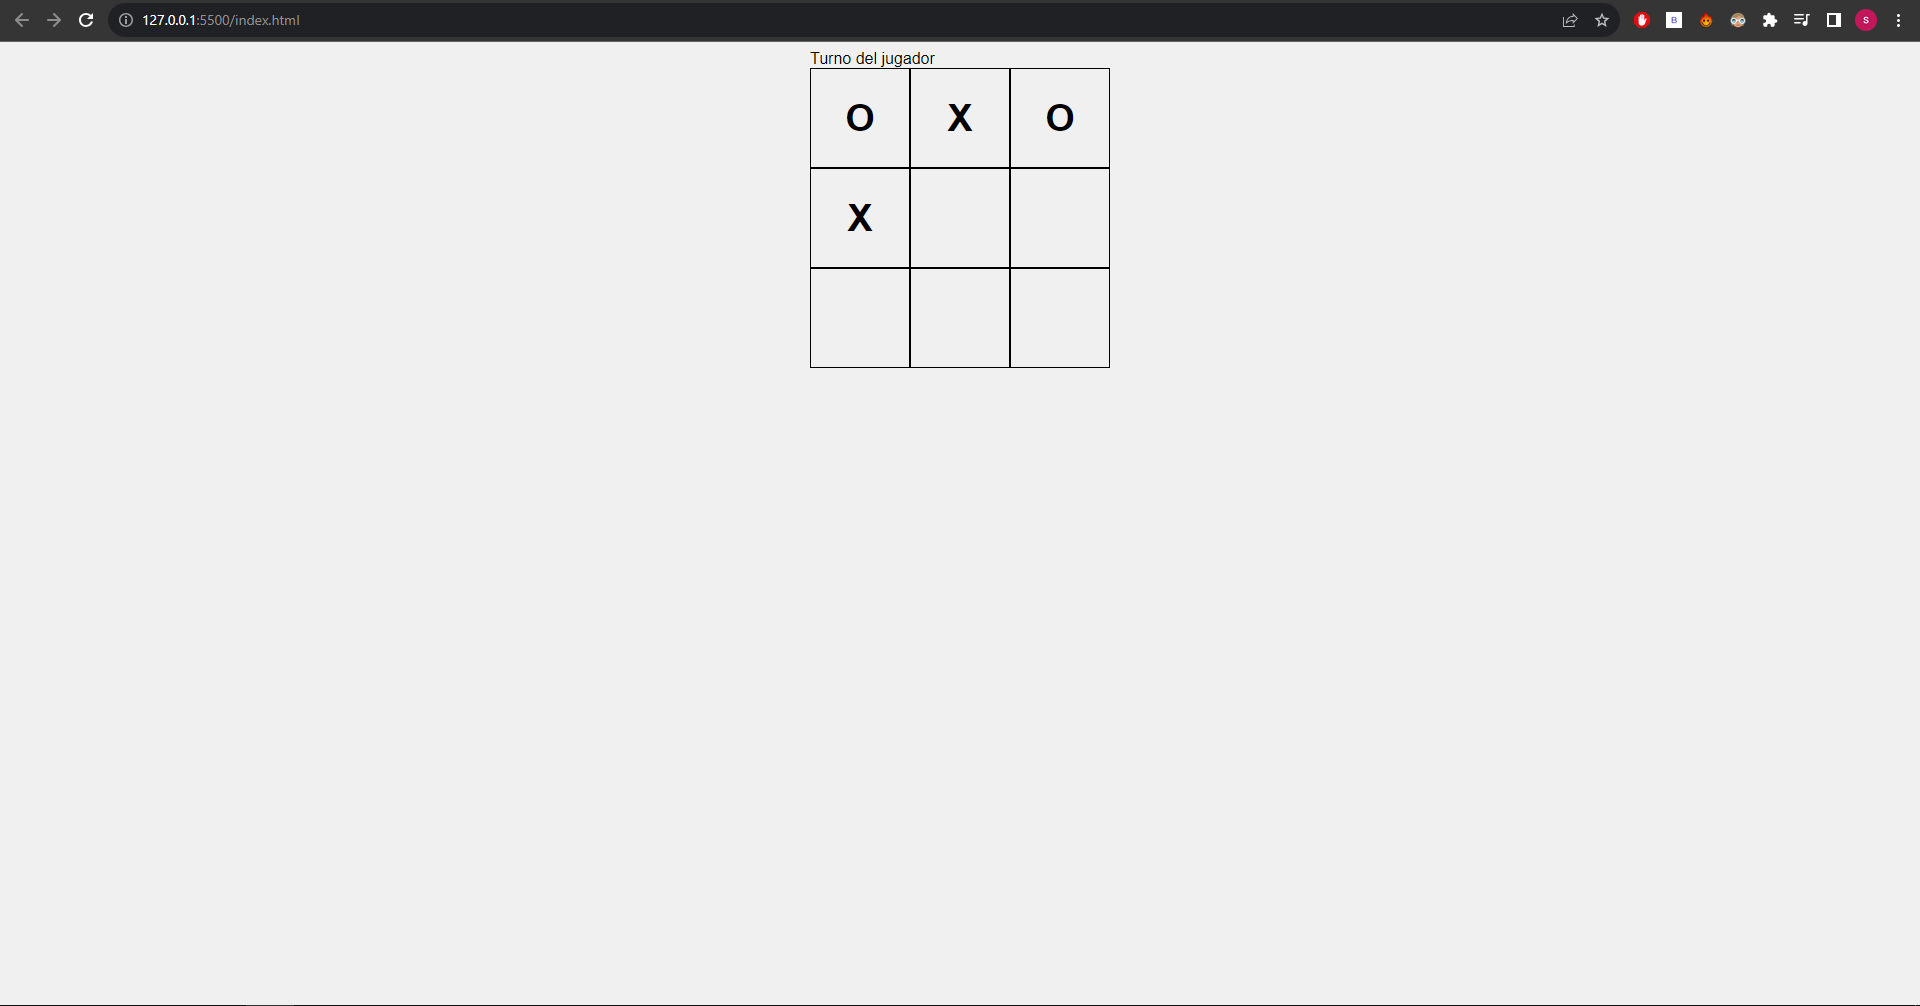 127.0.0.1:5500/index.html
B
S
Turno del jugador
O X O
X